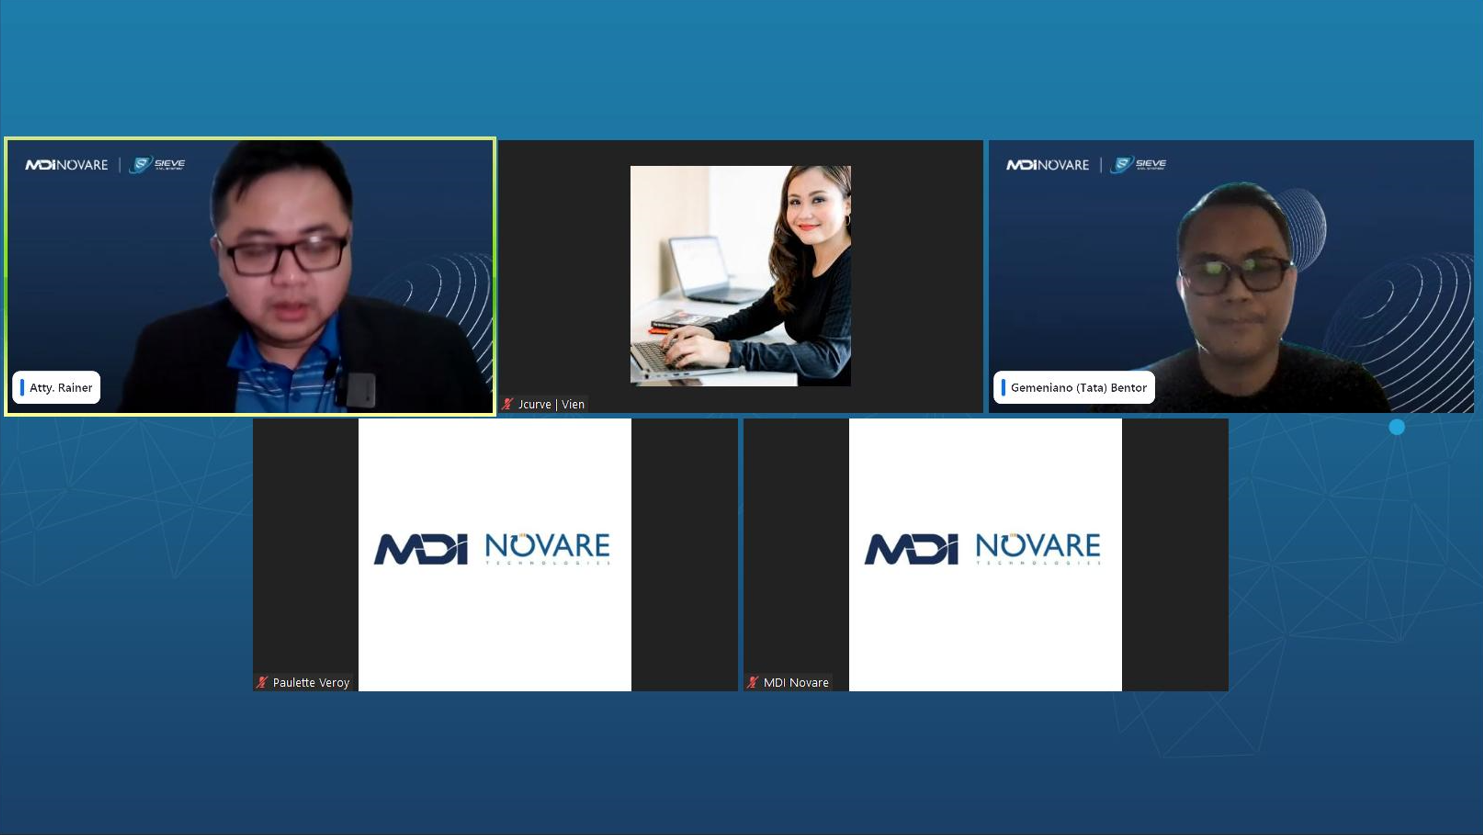 MDI NOVARE | SIEVE
Atty. Rainer
Jcurve | Vien
MDI NOVARE | SIEVE
Gemeniano (Tata) Bentor
MDI NOVARE
TECHNOLOGIES
Paulette Veroy
MDI NOVARE
TECHNOLOGIES
MDI Novare